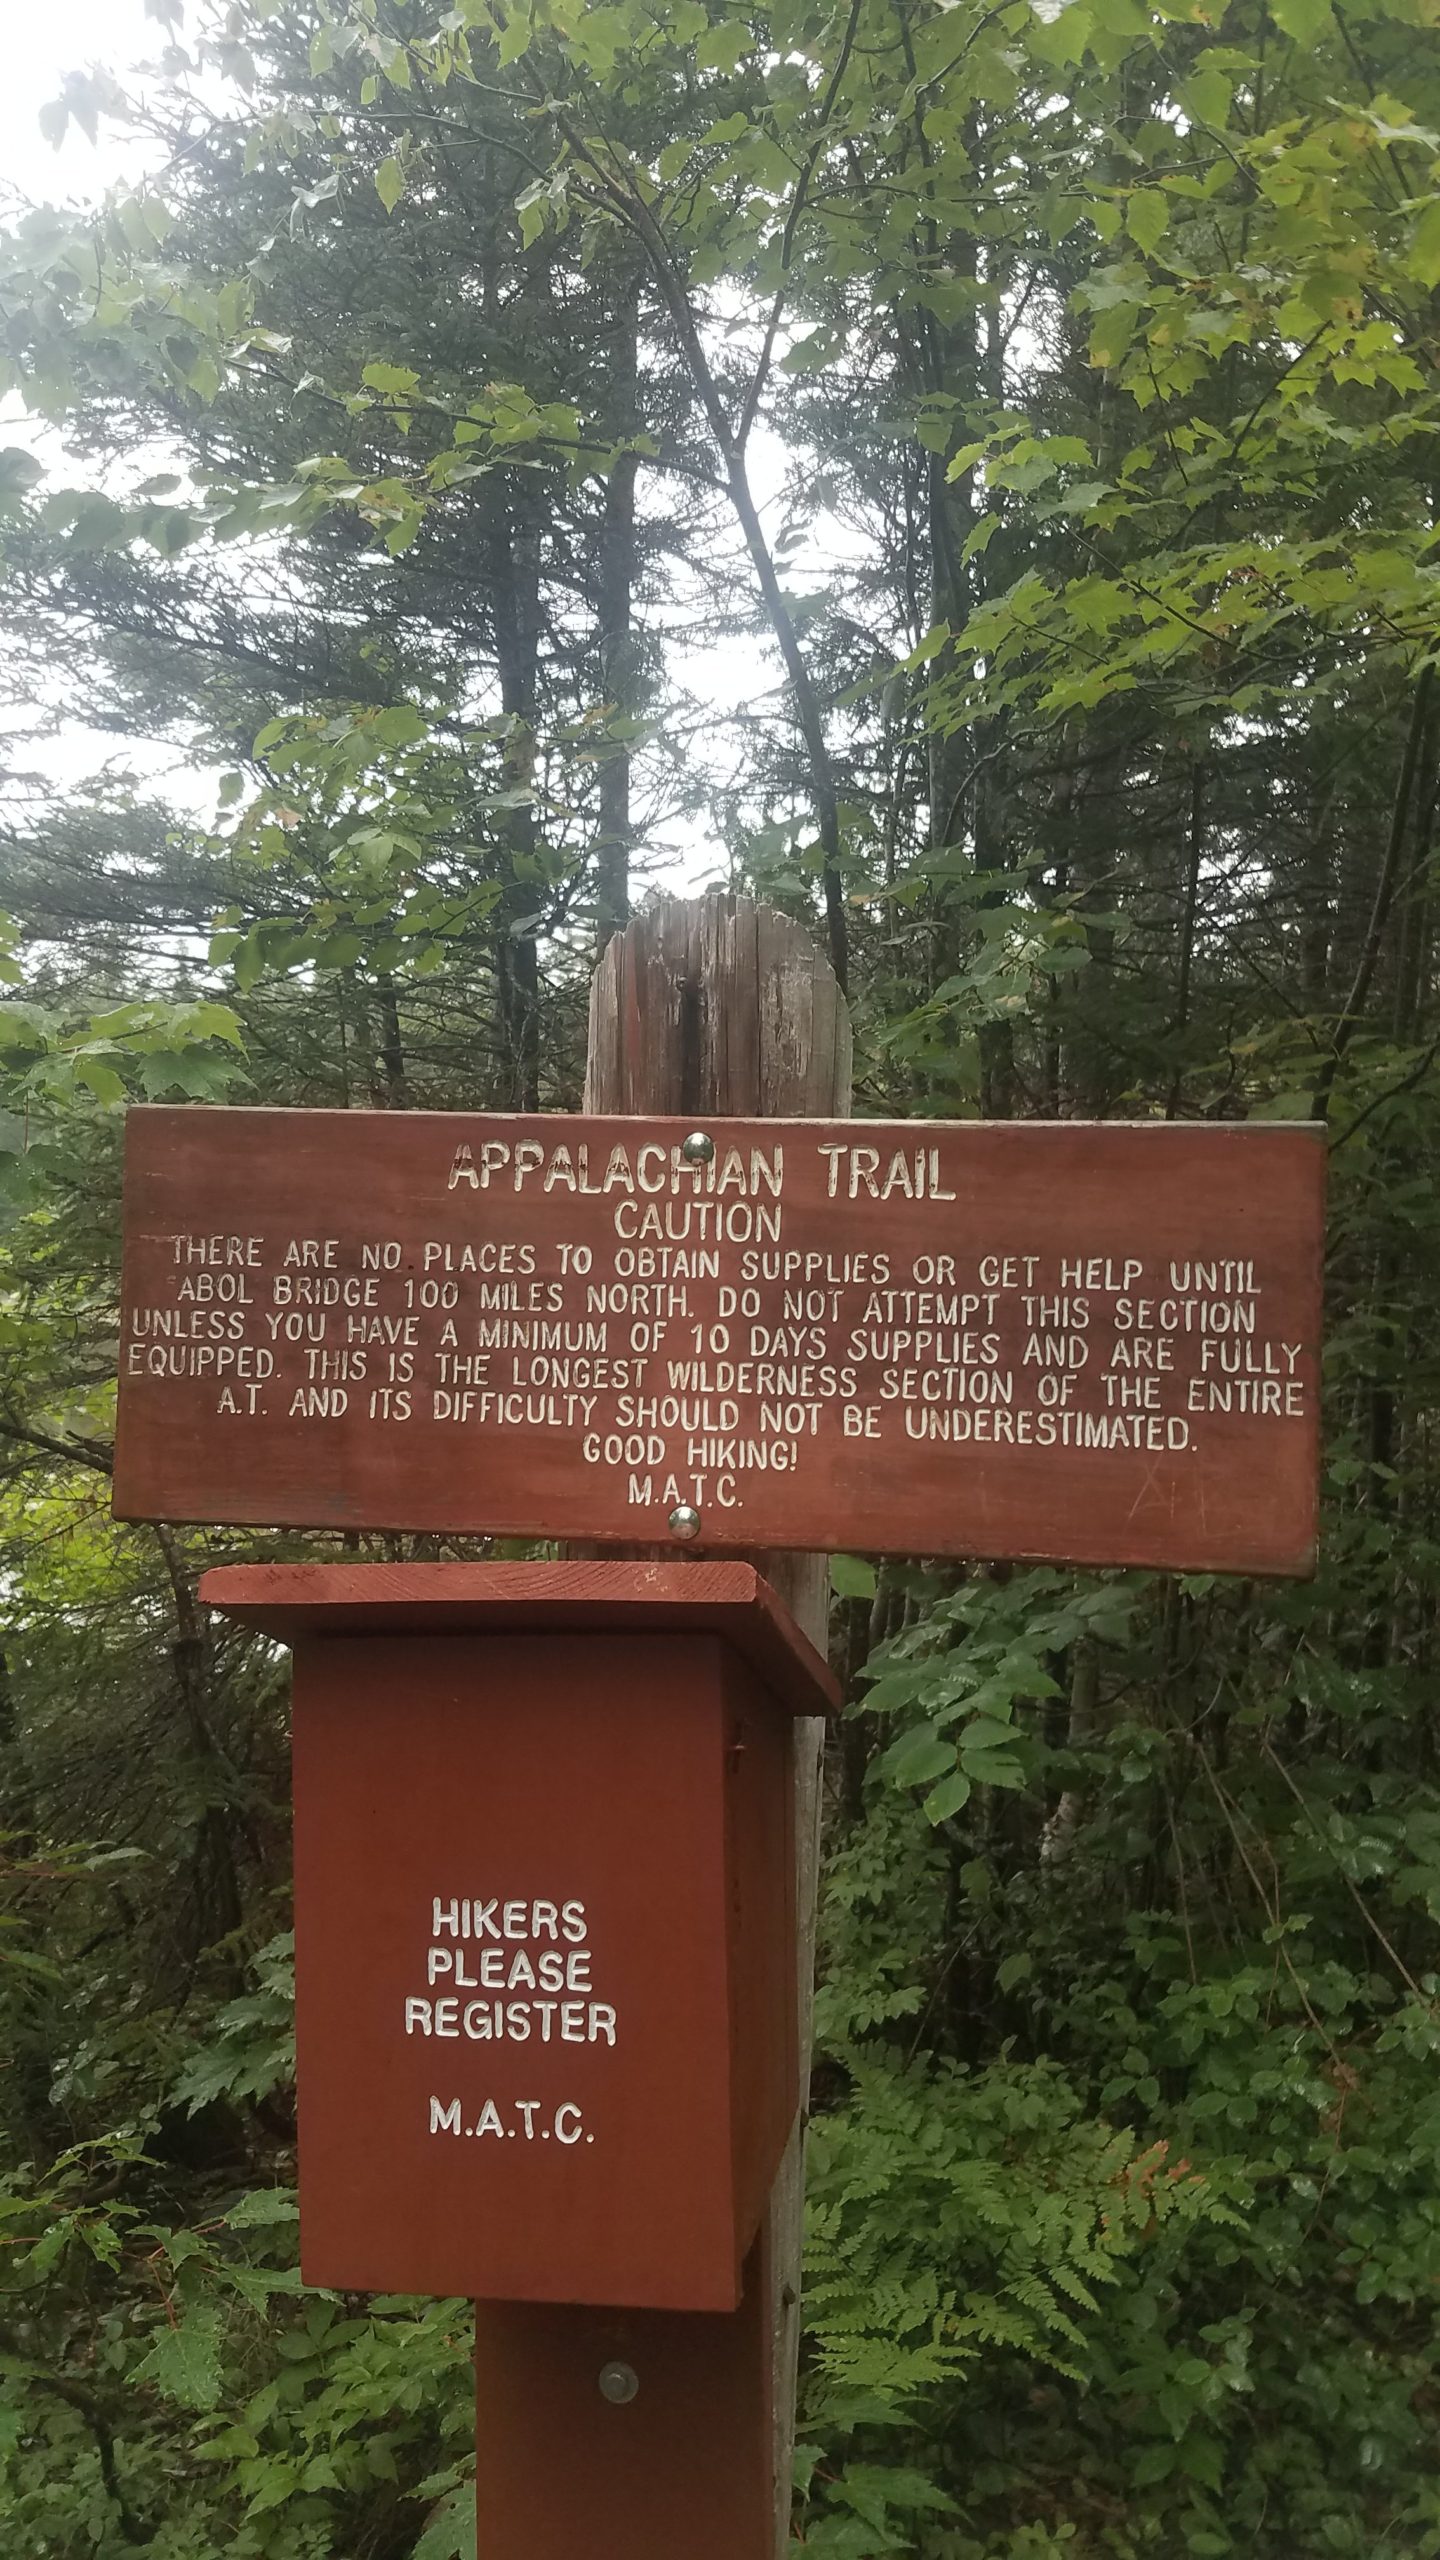 APPALACHIAN TRAIL
CAUTION
THERE ARE NO PLACES TO OBTAIN SUPPLIES OR GET HELP UNTIL
ABOL BRIDGE 100 MILES NORTH. DO NOT ATTEMPT THIS SECTION
UNLESS YOU HAVE A MINIMUM OF 10 DAYS SUPPLIES AND ARE FULLY
EQUIPPED. THIS IS THE LONGEST WILDERNESS SECTION OF THE ENTIRE
A.T. AND ITS DIFFICULTY SHOULD NOT BE UNDERESTIMATED.
GOOD HIKING!
M.A.T.C.
HIKERS
PLEASE
REGISTER
M.A.T.C.